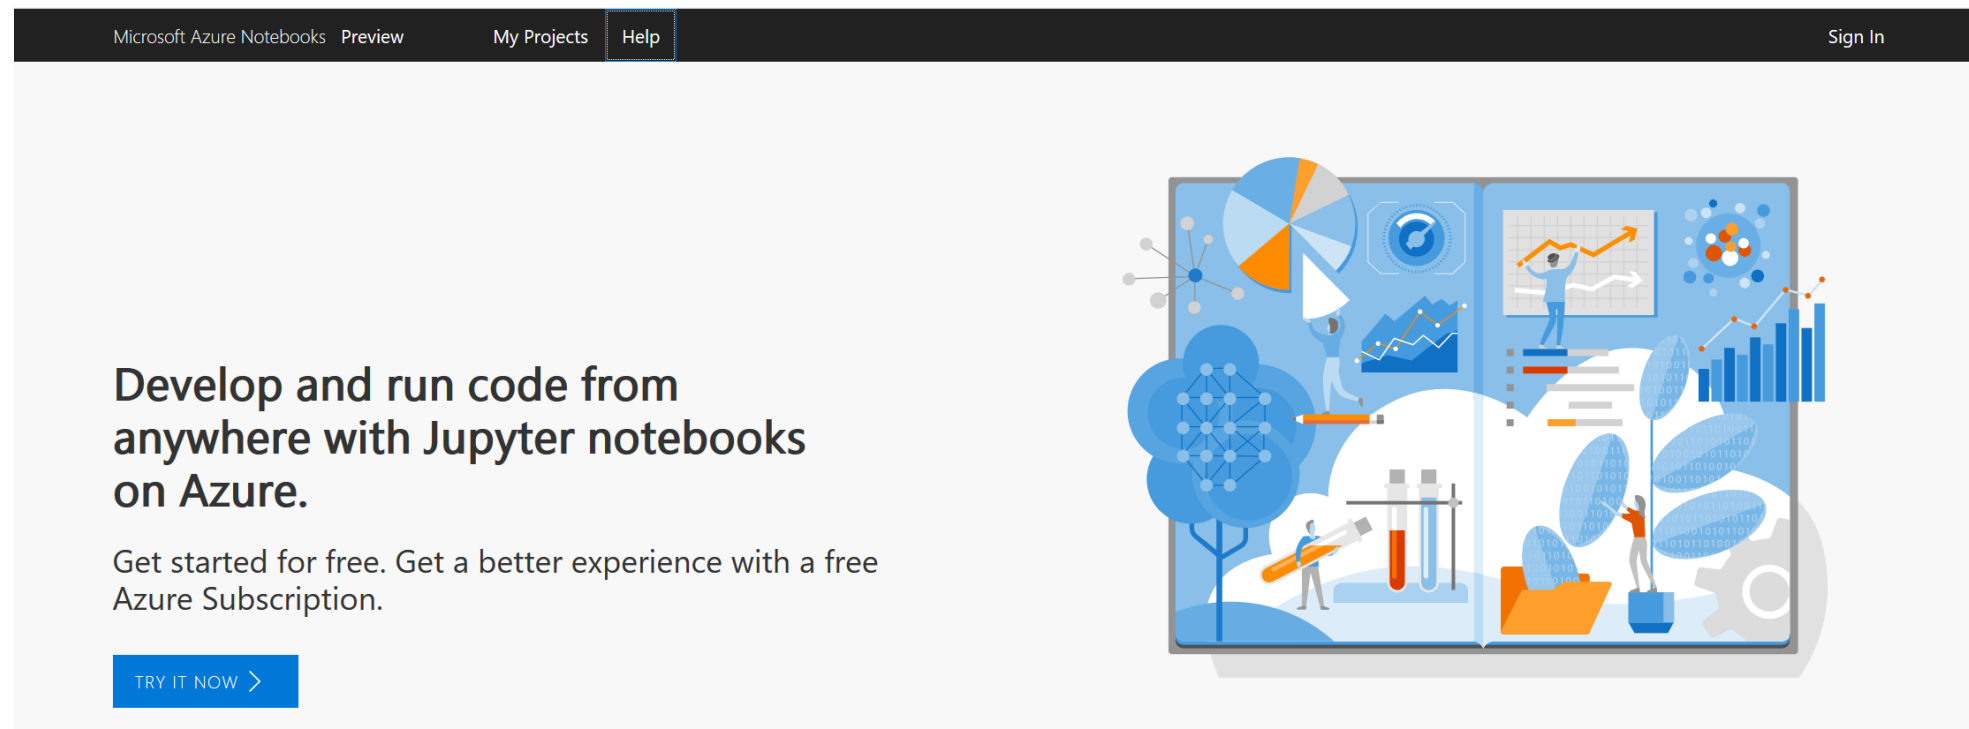 Microsoft Azure Notebooks Preview My Projects Help Sign In
Develop and run code from
anywhere with Jupyter notebooks
on Azure.
Get started for free. Get a better experience with a free
Azure Subscription.
TRY IT NOW